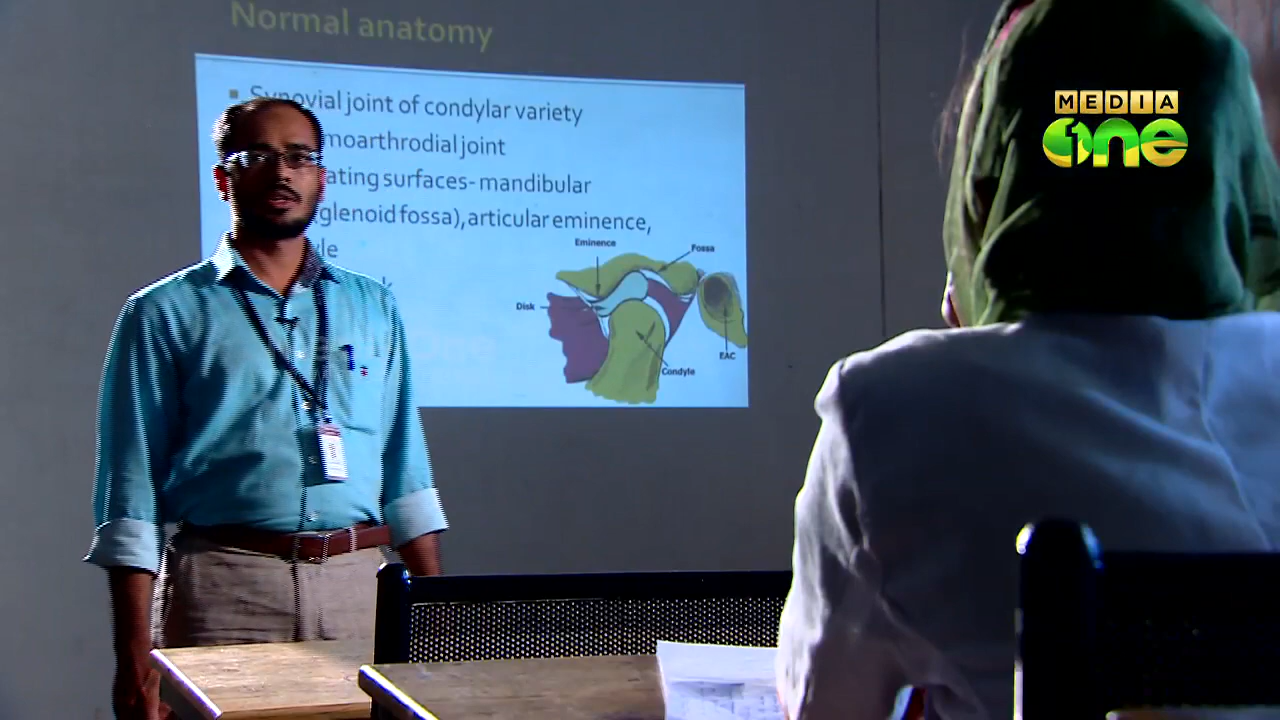 Normal anatomy
MEDIA
one
Synovial joint of condylar variety
moarthrodial joint
ating surfaces- mandibular
glenoid fossa), articular eminence,
yle
Eminence
Fossa
Disk
EAC
Condyle